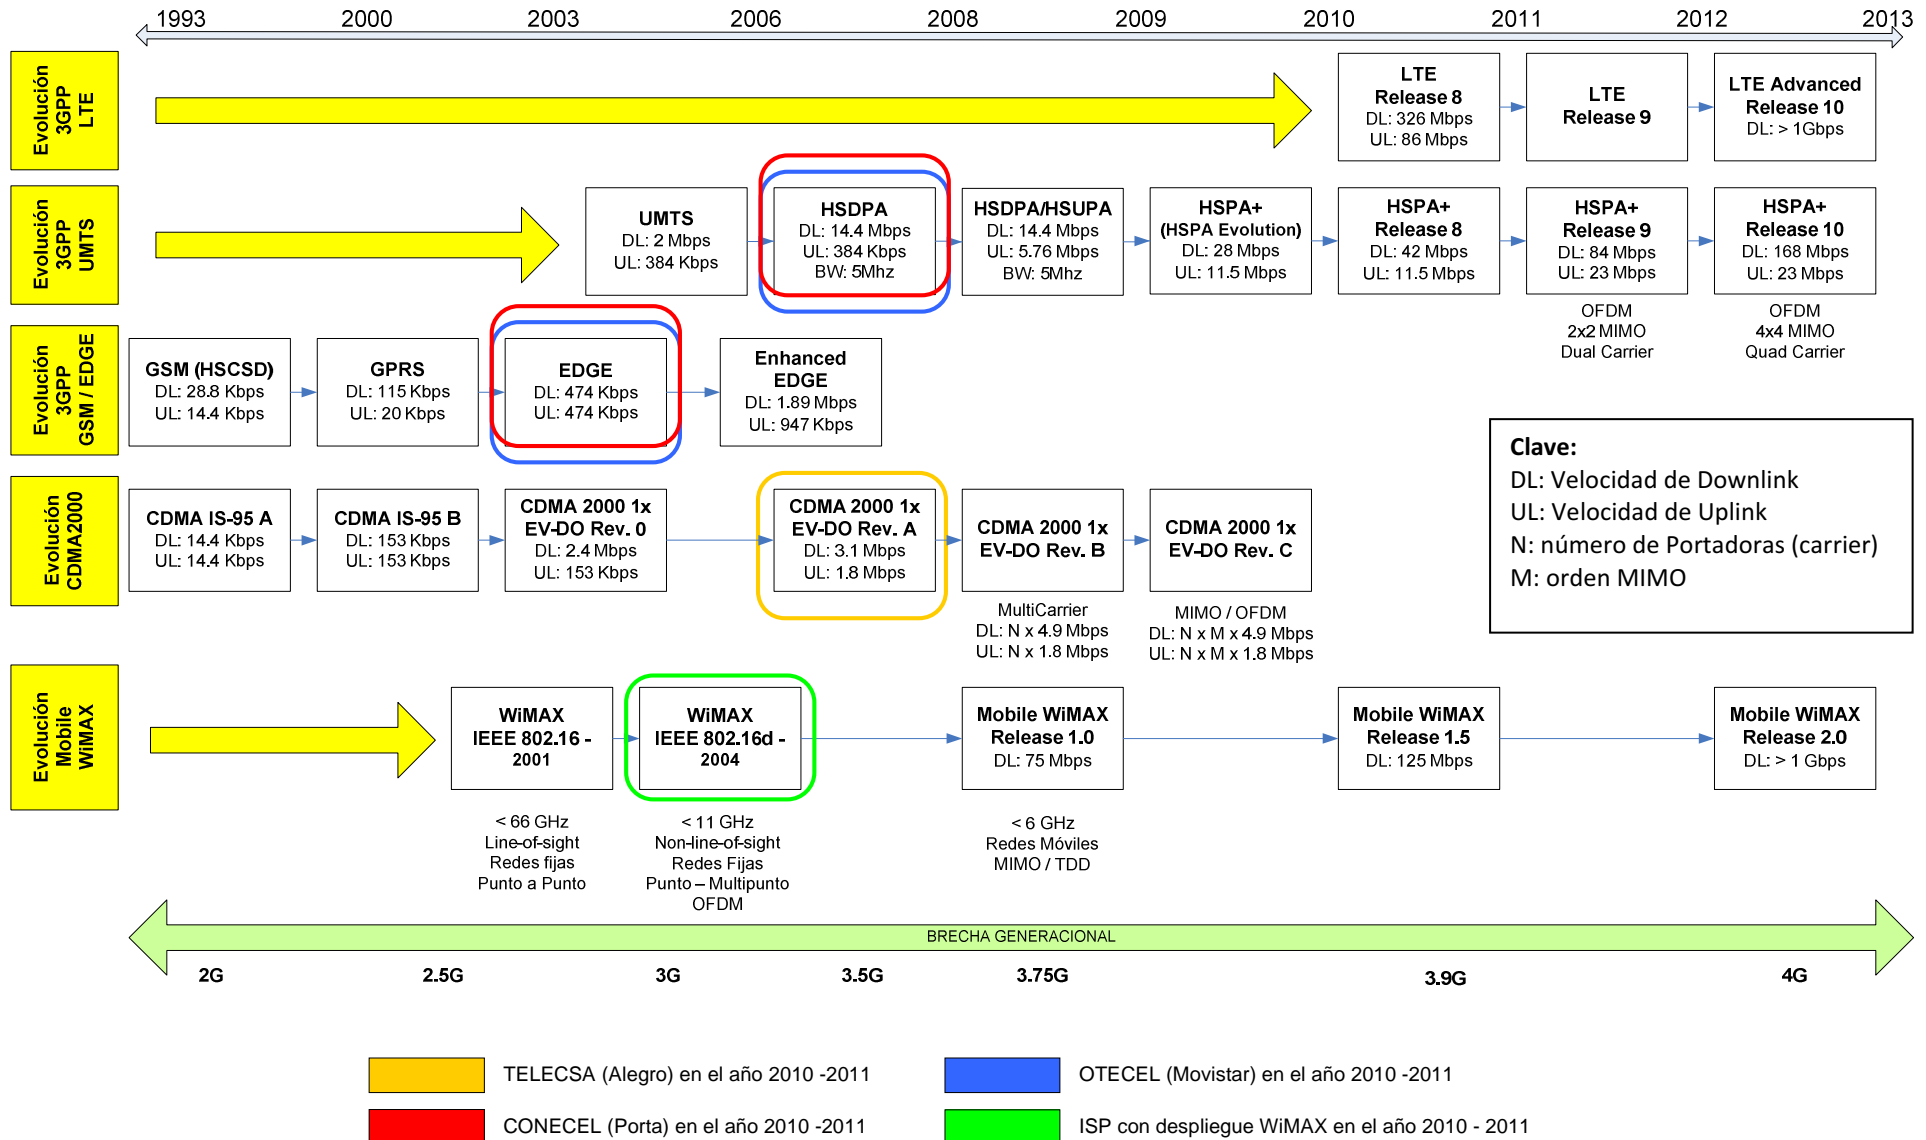 1993 2000 2003 2006 2008 2009 2010 2011 2012 2013
Evolución
3GPP
LTE
LTE
Release 8
DL: 326 Mbps
UL: 86 Mbps
LTE
Release 9
LTE Advanced
Release 10
DL: > 1Gbps
Evolución
3GPP
UMTS
UMTS
DL: 2 Mbps
UL: 384 Kbps
HSDPA
DL: 14.4 Mbps
UL: 384 Kbps
BW: 5Mhz
HSDPA/HSUPA
DL: 14.4 Mbps
UL: 5.76 Mbps
BW: 5Mhz
HSPA+
(HSPA Evolution)
DL: 28 Mbps
UL: 11.5 Mbps
HSPA+
Release 8
DL: 42 Mbps
UL: 11.5 Mbps
HSPA+
Release 9
DL: 84 Mbps
UL: 23 Mbps
OFDM
2x2 MIMO
Dual Carrier
HSPA+
Release 10
DL: 168 Mbps
UL: 23 Mbps
OFDM
4x4 MIMO
Quad Carrier
Evolución
3GPP
GSM / EDGE
GSM (HSCSD)
DL: 28.8 Kbps
UL: 14.4 Kbps
GPRS
DL: 115 Kbps
UL: 20 Kbps
EDGE
DL: 474 Kbps
UL: 474 Kbps
Enhanced
EDGE
DL: 1.89 Mbps
UL: 947 Kbps
Clave:
DL: Velocidad de Downlink
UL: Velocidad de Uplink
N: número de Portadoras (carrier)
M: orden MIMO
Evolución
CDMA2000
CDMA IS-95 A
DL: 14.4 Kbps
UL: 14.4 Kbps
CDMA IS-95 B
DL: 153 Kbps
UL: 153 Kbps
CDMA 2000 1x
EV-DO Rev. 0
DL: 2.4 Mbps
UL: 153 Kbps
CDMA 2000 1x
EV-DO Rev. A
DL: 3.1 Mbps
UL: 1.8 Mbps
CDMA 2000 1x
EV-DO Rev. B
MultiCarrier
DL: N x 4.9 Mbps
UL: N x 1.8 Mbps
CDMA 2000 1x
EV-DO Rev. C
MIMO / OFDM
DL: N x M x 4.9 Mbps
UL: N x M x 1.8 Mbps
Evolución
Mobile
WiMAX
WiMAX
IEEE 802.16 -
2001
< 66 GHz
Line-of-sight
Redes fijas
Punto a Punto
WiMAX
IEEE 802.16d -
2004
< 11 GHz
Non-line-of-sight
Redes Fijas
Punto – Multipunto
OFDM
Mobile WiMAX
Release 1.0
DL: 75 Mbps
< 6 GHz
Redes Móviles
MIMO / TDD
Mobile WiMAX
Release 1.5
DL: 125 Mbps
Mobile WiMAX
Release 2.0
DL: > 1 Gbps
BRECHA GENERACIONAL
2G 2.5G 3G 3.5G 3.75G 3.9G 4G
TELECSA (Alegro) en el año 2010 -2011
OTECEL (Movistar) en el año 2010 -2011
CONECEL (Porta) en el año 2010 -2011
ISP con despliegue WiMAX en el año 2010 - 2011